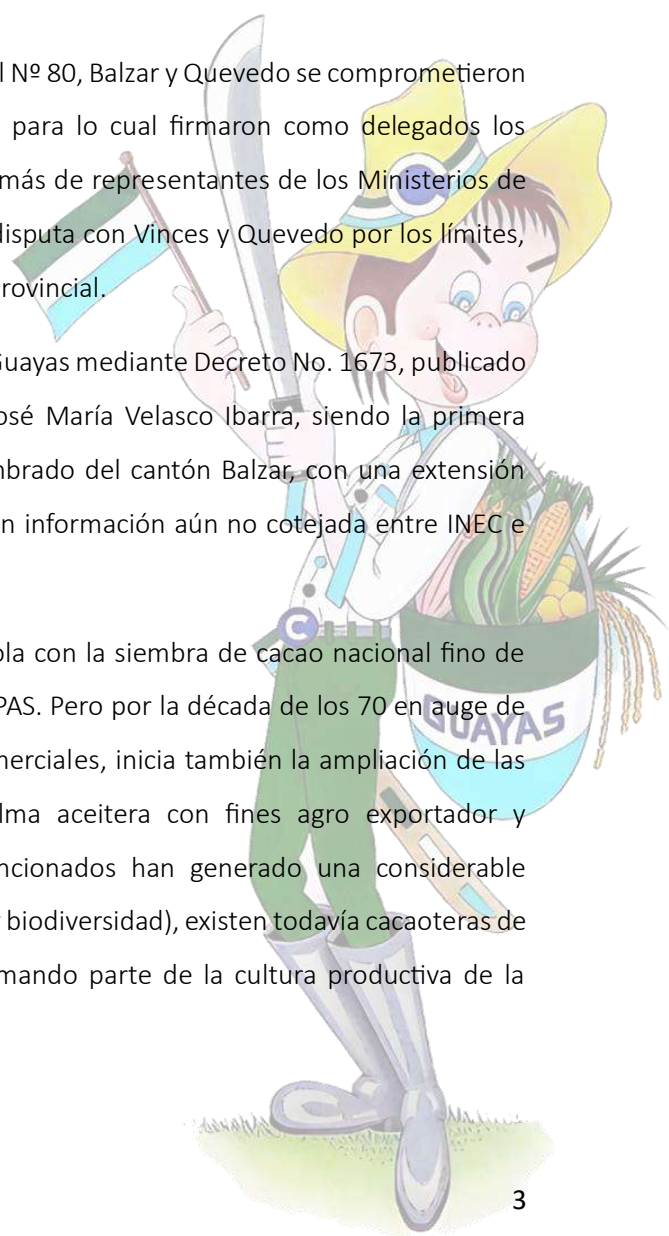 l Nº 80, Balzar y Quevedo se comprometieron
para lo cual firmaron como delegados los
más de representantes de los Ministerios de
disputa con Vinces y Quevedo por los límites,
rovincial.
Guayas mediante Decreto No. 1673, publicado
osé María Velasco Ibarra, siendo la primera
mbrado del cantón Balzar, con una extensión
ún información aún no cotejada entre INEC e
bla con la siembra de cacao nacional fino de
PAS. Pero por la década de los 70 en auge de
merciales, inicia también la ampliación de las
alma aceitera con fines agro exportador y
ncionados han generado una considerable
y biodiversidad), existen todavía cacaoteras de
rmando parte de la cultura productiva de la
C
GUAYAS
3